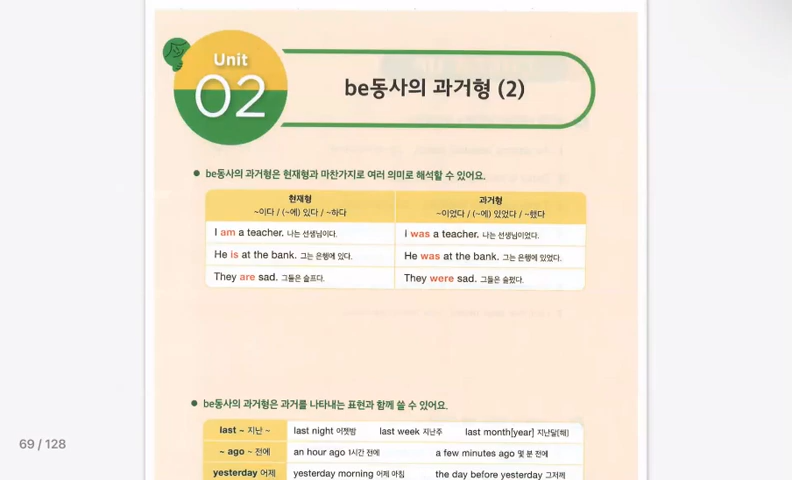 Unit
02
be동사의 과거형 (2)
● be동사의 과거형은 현재형과 마찬가지로 여러 의미로 해석할 수 있어요.
현재형 과거형
~이다 / (~에) 있다 / ~하다 ~이었다 / (~에) 있었다 / ~했다
I am a teacher. 나는 선생님이다. I was a teacher. 나는 선생님이었다.
He is at the bank. 그는 은행에 있다. He was at the bank. 그는 은행에 있었다.
They are sad. 그들은 슬프다. They were sad. 그들은 슬펐다.
● be동사의 과거형은 과거를 나타내는 표현과 함께 쓸 수 있어요.
last ~ 지난 ~ last night 어젯밤 last week 지난주 last month[year] 지난달(해)
~ ago ~ 전에 an hour ago 1시간 전에 a few minutes ago 몇 분 전에
yesterday 어제 yesterday morning 어제 아침 the day before yesterday 그저께
69 / 128